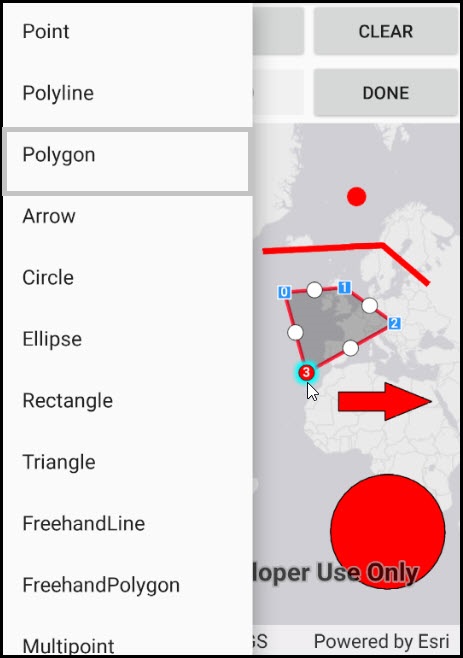 Point
CLEAR
Polyline
DONE
Polygon
Arrow
Circle
Ellipse
Rectangle
Triangle
FreehandLine
FreehandPolygon
Multipoint
0
1
2
3
Use Only
Powered by Esri